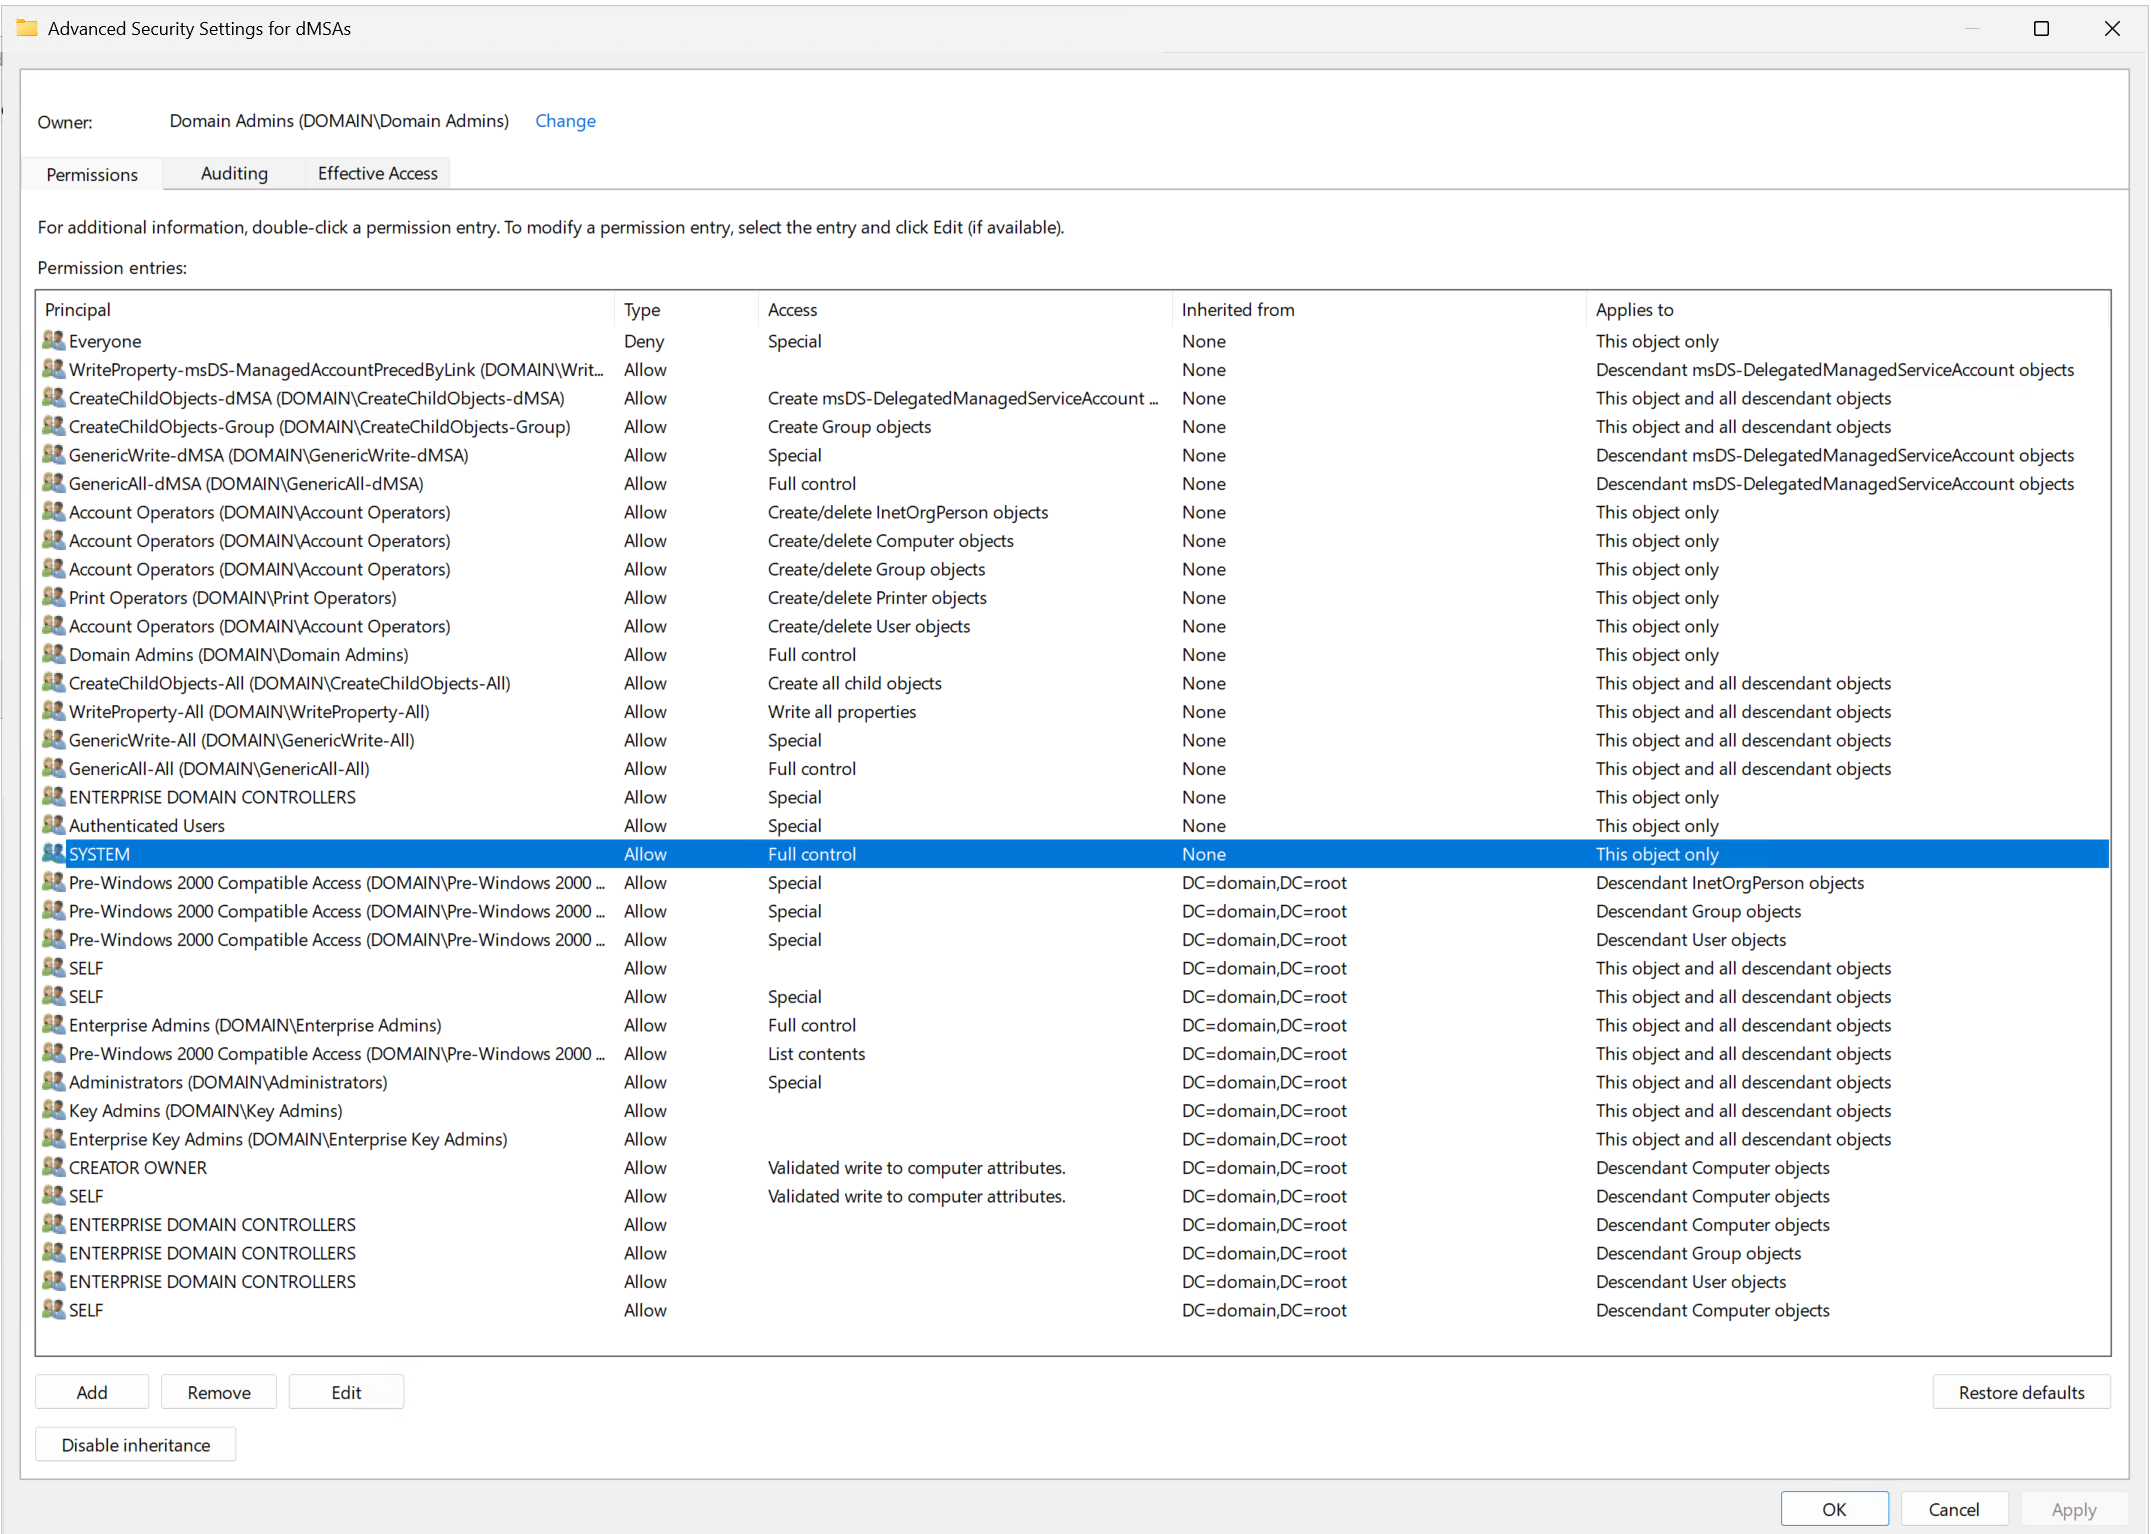 Advanced Security Settings for dMSAs
Owner: Domain Admins (DOMAIN\Domain Admins) Change
Permissions Auditing Effective Access
For additional information, double-click a permission entry. To modify a permission entry, select the entry and click Edit (if available).
Permission entries:
Principal Type Access Inherited from Applies to
Everyone Deny Special None This object only
WriteProperty-msDS-ManagedAccountPrecedByLink (DOMAIN\Writ... Allow None Descendant msDS-DelegatedManagedServiceAccount objects
CreateChildObjects-dMSA (DOMAIN\CreateChildObjects-dMSA) Allow Create msDS-DelegatedManagedServiceAccount ... None This object and all descendant objects
CreateChildObjects-Group (DOMAIN\CreateChildObjects-Group) Allow Create Group objects None This object and all descendant objects
GenericWrite-dMSA (DOMAIN\GenericWrite-dMSA) Allow Special None Descendant msDS-DelegatedManagedServiceAccount objects
GenericAll-dMSA (DOMAIN\GenericAll-dMSA) Allow Full control None Descendant msDS-DelegatedManagedServiceAccount objects
Account Operators (DOMAIN\Account Operators) Allow Create/delete InetOrgPerson objects None This object only
Account Operators (DOMAIN\Account Operators) Allow Create/delete Computer objects None This object only
Account Operators (DOMAIN\Account Operators) Allow Create/delete Group objects None This object only
Print Operators (DOMAIN\Print Operators) Allow Create/delete Printer objects None This object only
Account Operators (DOMAIN\Account Operators) Allow Create/delete User objects None This object only
Domain Admins (DOMAIN\Domain Admins) Allow Full control None This object only
CreateChildObjects-All (DOMAIN\CreateChildObjects-All) Allow Create all child objects None This object and all descendant objects
WriteProperty-All (DOMAIN\WriteProperty-All) Allow Write all properties None This object and all descendant objects
GenericWrite-All (DOMAIN\GenericWrite-All) Allow Special None This object and all descendant objects
GenericAll-All (DOMAIN\GenericAll-All) Allow Full control None This object and all descendant objects
ENTERPRISE DOMAIN CONTROLLERS Allow Special None This object only
Authenticated Users Allow Special None This object only
SYSTEM Allow Full control None This object only
Pre-Windows 2000 Compatible Access (DOMAIN\Pre-Windows 2000 ... Allow Special DC=domain,DC=root Descendant InetOrgPerson objects
Pre-Windows 2000 Compatible Access (DOMAIN\Pre-Windows 2000 ... Allow Special DC=domain,DC=root Descendant Group objects
Pre-Windows 2000 Compatible Access (DOMAIN\Pre-Windows 2000 ... Allow Special DC=domain,DC=root Descendant User objects
SELF Allow DC=domain,DC=root This object and all descendant objects
SELF Allow Special DC=domain,DC=root This object and all descendant objects
Enterprise Admins (DOMAIN\Enterprise Admins) Allow Full control DC=domain,DC=root This object and all descendant objects
Pre-Windows 2000 Compatible Access (DOMAIN\Pre-Windows 2000 ... Allow List contents DC=domain,DC=root This object and all descendant objects
Administrators (DOMAIN\Administrators) Allow Special DC=domain,DC=root This object and all descendant objects
Key Admins (DOMAIN\Key Admins) Allow DC=domain,DC=root This object and all descendant objects
Enterprise Key Admins (DOMAIN\Enterprise Key Admins) Allow DC=domain,DC=root This object and all descendant objects
CREATOR OWNER Allow Validated write to computer attributes. DC=domain,DC=root Descendant Computer objects
SELF Allow Validated write to computer attributes. DC=domain,DC=root Descendant Computer objects
ENTERPRISE DOMAIN CONTROLLERS Allow DC=domain,DC=root Descendant Computer objects
ENTERPRISE DOMAIN CONTROLLERS Allow DC=domain,DC=root Descendant Group objects
ENTERPRISE DOMAIN CONTROLLERS Allow DC=domain,DC=root Descendant User objects
SELF Allow DC=domain,DC=root Descendant Computer objects
Add Remove Edit Restore defaults
Disable inheritance
OK Cancel Apply